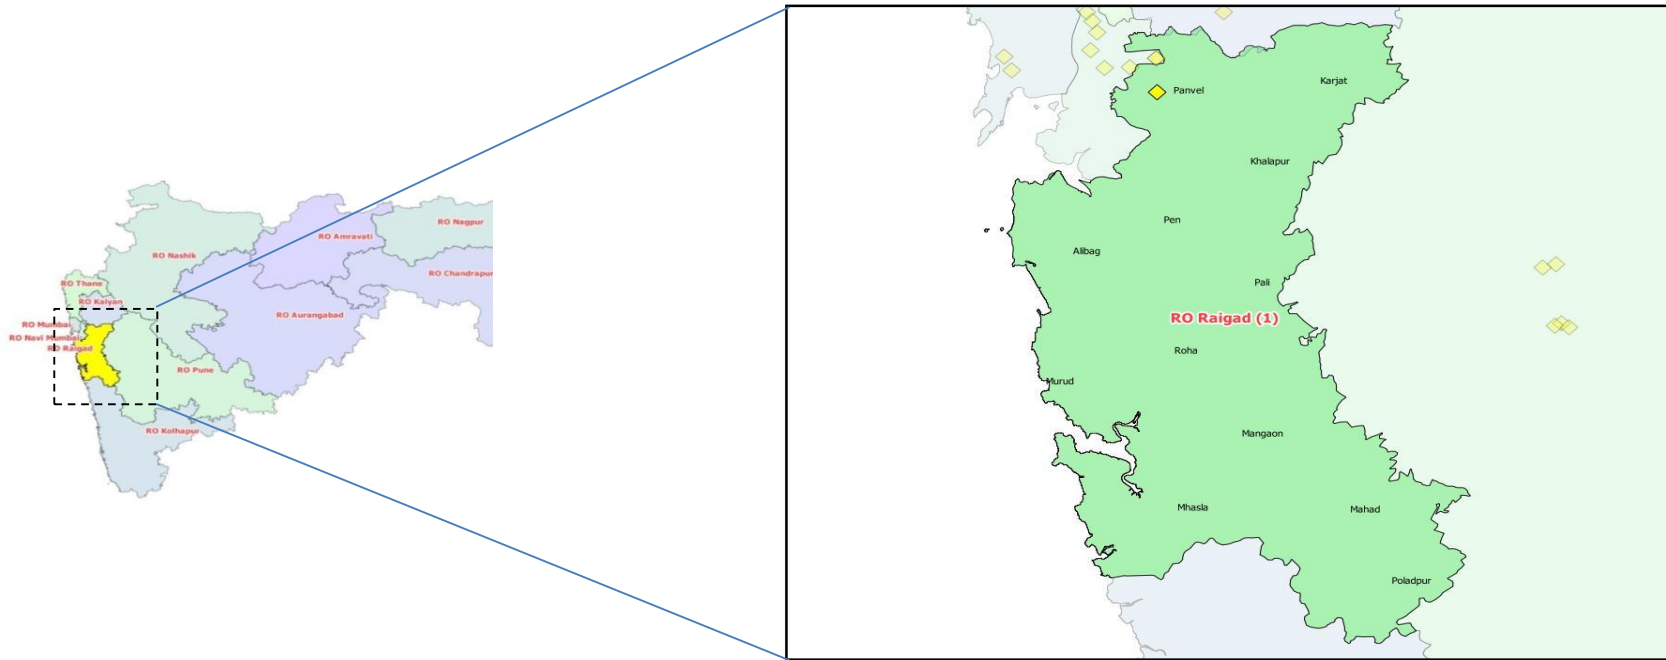 RO Nagpur
RO Amravati
RO Nashik
RO Chandrapur
RO Thane
RO Kalyan
RO Aurangabad
RO Mumbai
RO Navi Mumbai
RO Raigad
RO Pune
RO Kolhapur
Karjat
Panvel
Khalapur
Pen
Alibag
Pali
RO Raigad (1)
Roha
Murud
Mangaon
Mhasla
Mahad
Poladpur